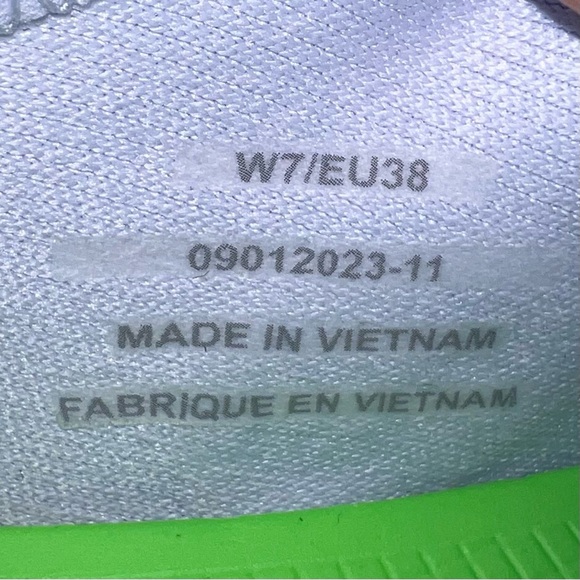 W7/EU38
09012023-11
MADE IN VIETNAM
FABRIQUE EN VIETNAM